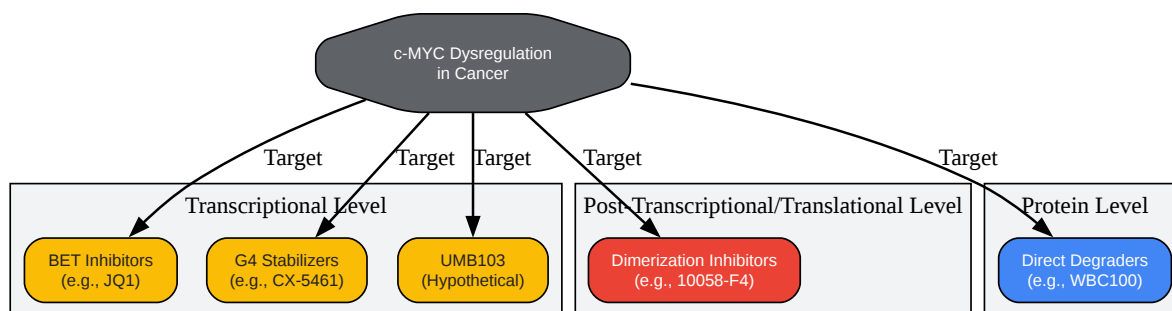 c-MYC Dysregulation
in Cancer
Target
Target
Target
Target
Target
Transcriptional Level
Post-Transcriptional/Translational Level
Protein Level
BET Inhibitors
(e.g., JQ1)
G4 Stabilizers
(e.g., CX-5461)
UMB103
(Hypothetical)
Dimerization Inhibitors
(e.g., 10058-F4)
Direct Degraders
(e.g., WBC100)